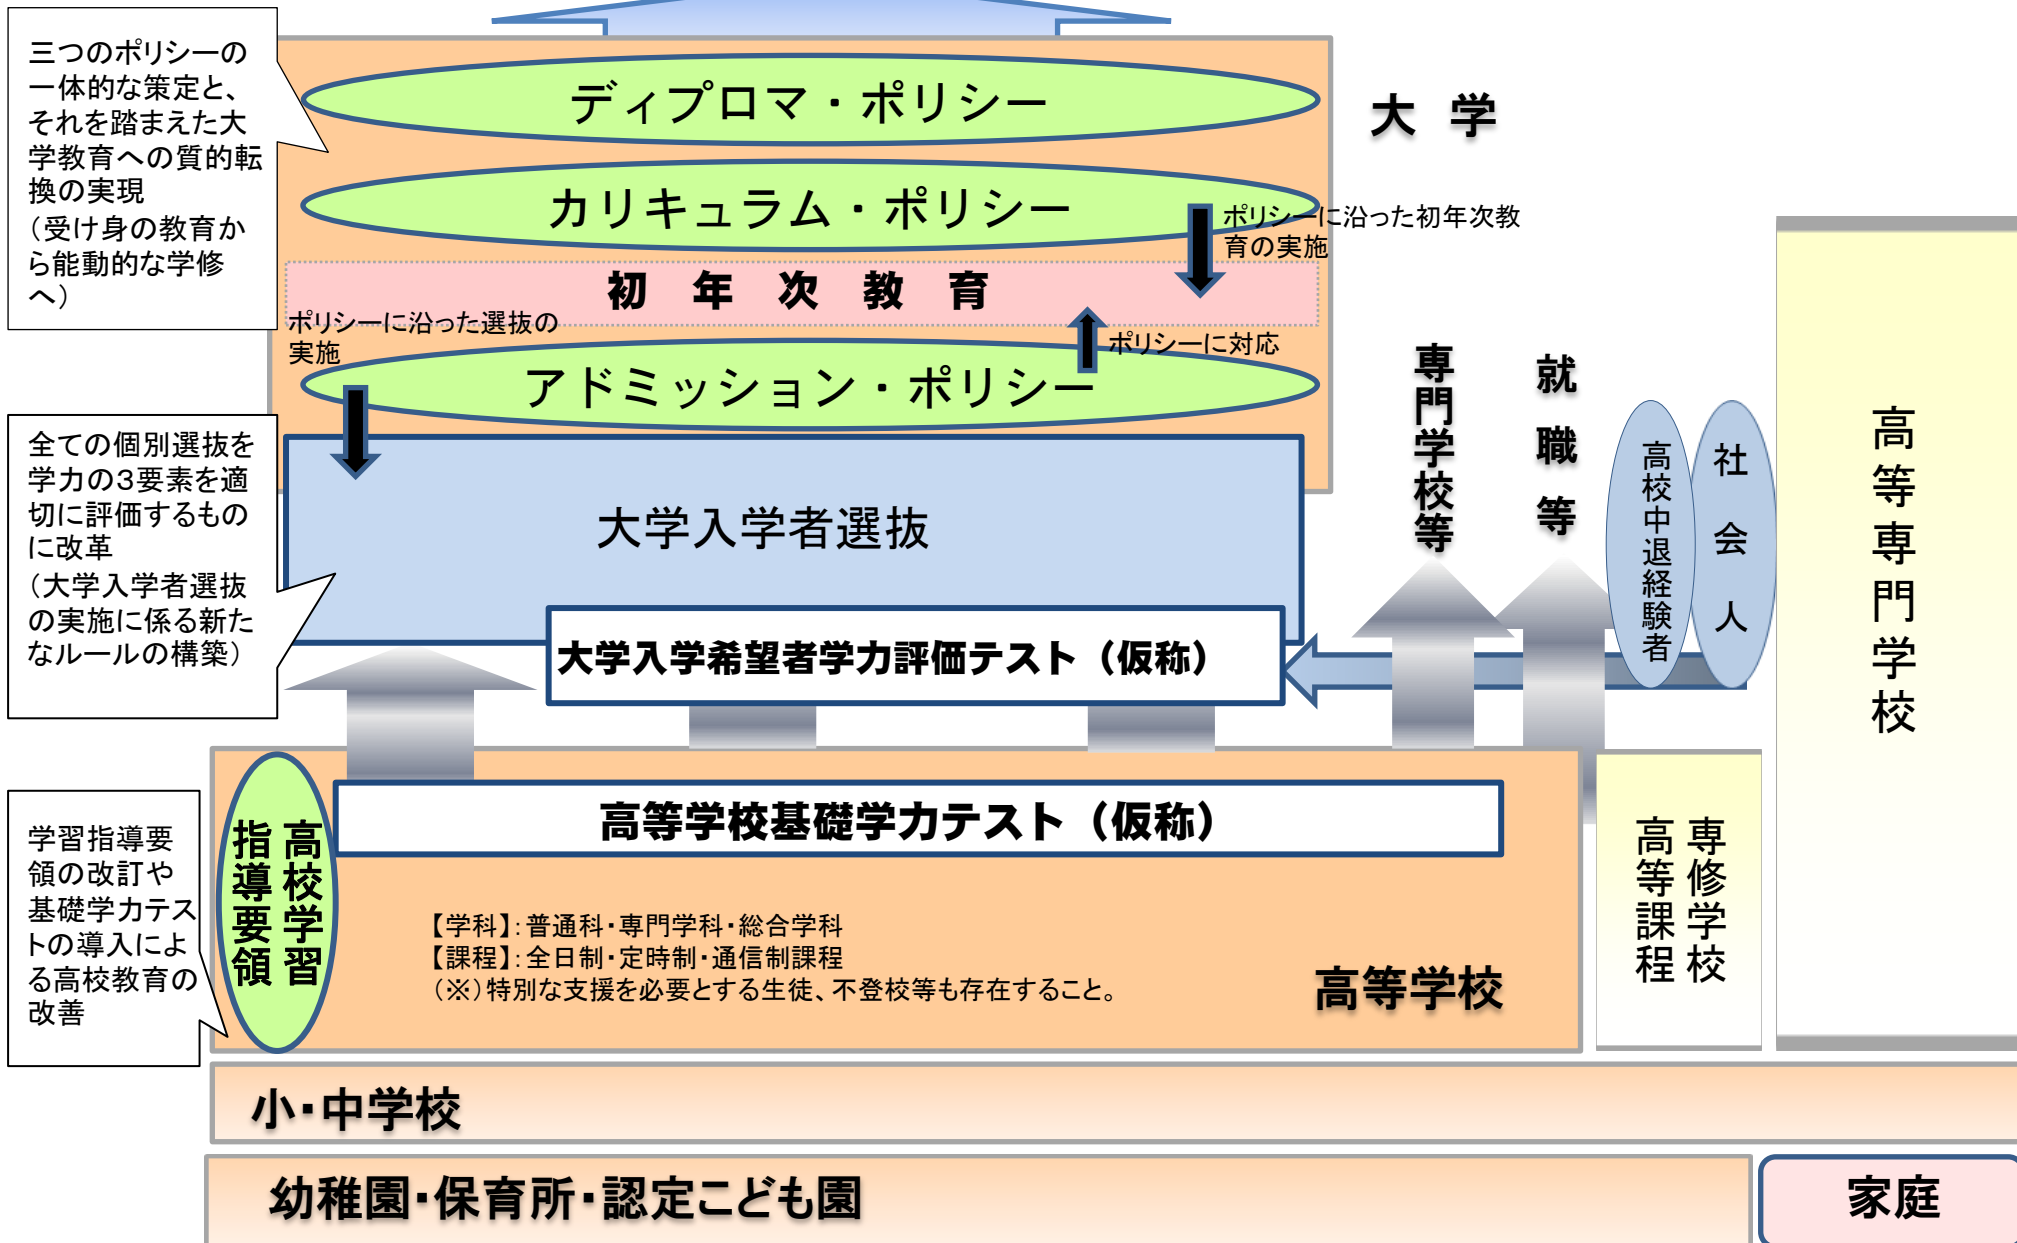 三つのポリシーの
一体的な策定と、
それを踏まえた大
学教育への質的転
換の実現
（受け身の教育か
ら能動的な学修
へ）
ディプロマ・ポリシー
大 学
カリキュラム・ポリシー
ポリシーに沿った初年次教
育の実施
初 年 次 教 育
ポリシーに沿った選抜の
実施
ポリシーに対応
アドミッション・ポリシー
全ての個別選抜を
学力の３要素を適
切に評価するもの
に改革
（大学入学者選抜
の実施に係る新た
なルールの構築）
大学入学者選抜
大学入学希望者学力評価テスト（仮称）
専門学校等
就職等
高校中退経験者
社会人
高等専門学校
学習指導要
領の改訂や
基礎学力テス
トの導入によ
る高校教育の
改善
高校学習
指導要領
高等学校基礎学力テスト（仮称）
【学科】：普通科・専門学科・総合学科
【課程】：全日制・定時制・通信制課程
（※）特別な支援を必要とする生徒、不登校等も存在すること。
高等学校
専修学校
高等課程
小・中学校
幼稚園・保育所・認定こども園
家庭